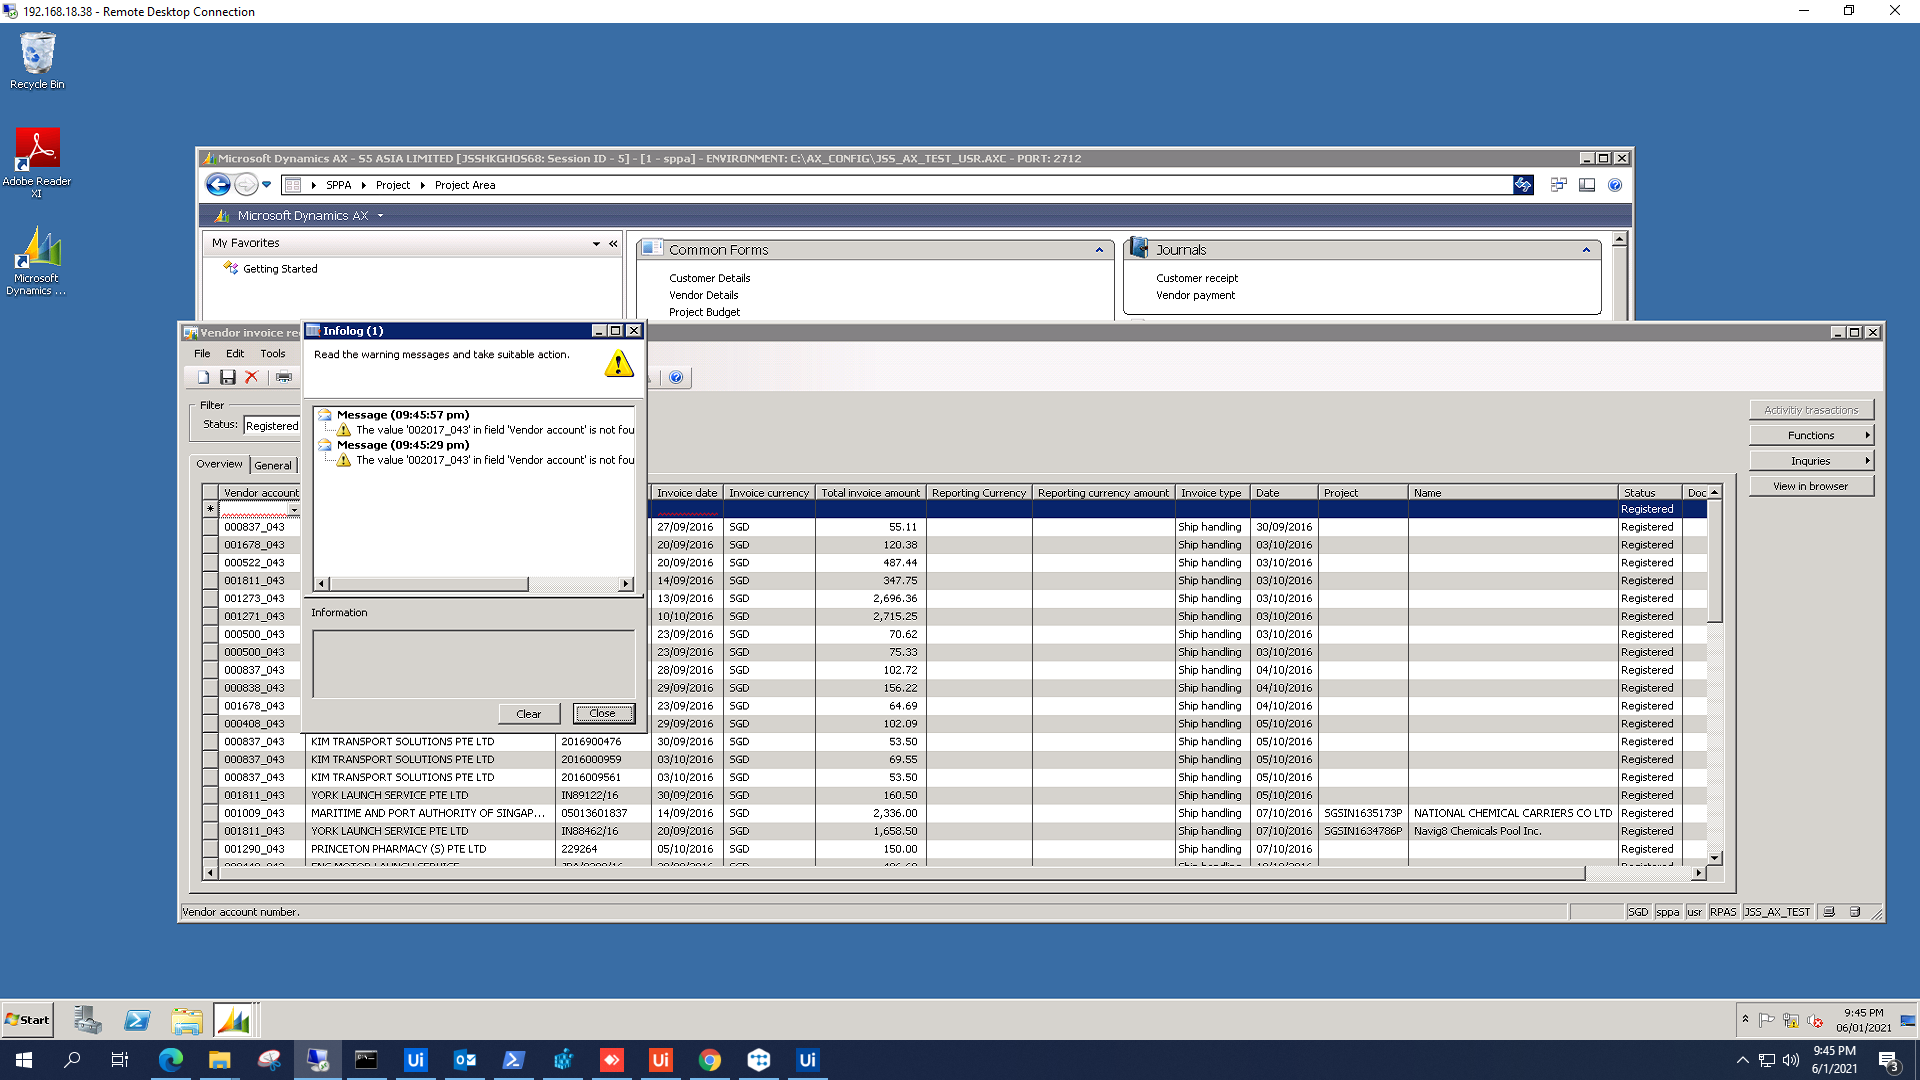 192.168.18.38 - Remote Desktop Connection
Recycle Bin
Adobe Reader
XI
Microsoft
Dynamics ...
Microsoft Dynamics AX - S5 ASIA LIMITED [JSSHKGHOS68: Session ID - 5] - [1 - sppa] - ENVIRONMENT: C:\AX_CONFIG\JSS_AX_TEST_USR.AXC - PORT: 2712
SPPA Project Project Area
Microsoft Dynamics AX
My Favorites
Getting Started
Common Forms
Customer Details
Vendor Details
Project Budget
Journals
Customer receipt
Vendor payment
Vendor invoice re
File Edit Tools
Filter
Status: Registered
Overview General
Infolog (1)
Read the warning messages and take suitable action.
Message (09:45:57 pm)
The value '002017_043' in field 'Vendor account' is not fou
Message (09:45:29 pm)
The value '002017_043' in field 'Vendor account' is not fou
Information
Clear Close
Activitiy trasactions
Functions
Inquries
View in browser
Vendor account Invoice date Invoice currency Total invoice amount Reporting Currency Reporting currency amount Invoice type Date Project Name Status Doc
* Registered
000837_043 27/09/2016 SGD 55.11 Ship handling 30/09/2016 Registered
001678_043 20/09/2016 SGD 120.38 Ship handling 03/10/2016 Registered
000522_043 20/09/2016 SGD 487.44 Ship handling 03/10/2016 Registered
001811_043 14/09/2016 SGD 347.75 Ship handling 03/10/2016 Registered
001273_043 13/09/2016 SGD 2,696.36 Ship handling 03/10/2016 Registered
001271_043 10/10/2016 SGD 2,715.25 Ship handling 03/10/2016 Registered
000500_043 23/09/2016 SGD 70.62 Ship handling 03/10/2016 Registered
000500_043 23/09/2016 SGD 75.33 Ship handling 03/10/2016 Registered
000837_043 28/09/2016 SGD 102.72 Ship handling 04/10/2016 Registered
000838_043 29/09/2016 SGD 156.22 Ship handling 04/10/2016 Registered
001678_043 23/09/2016 SGD 64.69 Ship handling 04/10/2016 Registered
000408_043 29/09/2016 SGD 102.09 Ship handling 05/10/2016 Registered
000837_043 KIM TRANSPORT SOLUTIONS PTE LTD 2016900476 30/09/2016 SGD 53.50 Ship handling 05/10/2016 Registered
000837_043 KIM TRANSPORT SOLUTIONS PTE LTD 2016000959 03/10/2016 SGD 69.55 Ship handling 05/10/2016 Registered
000837_043 KIM TRANSPORT SOLUTIONS PTE LTD 2016009561 03/10/2016 SGD 53.50 Ship handling 05/10/2016 Registered
001811_043 YORK LAUNCH SERVICE PTE LTD IN89122/16 30/09/2016 SGD 160.50 Ship handling 05/10/2016 Registered
001009_043 MARITIME AND PORT AUTHORITY OF SINGAP... 05013601837 14/09/2016 SGD 2,336.00 Ship handling 07/10/2016 SGSIN1635173P NATIONAL CHEMICAL CARRIERS CO LTD Registered
001811_043 YORK LAUNCH SERVICE PTE LTD IN88462/16 20/09/2016 SGD 1,658.50 Ship handling 07/10/2016 SGSIN1634786P Navig8 Chemicals Pool Inc. Registered
001290_043 PRINCETON PHARMACY (S) PTE LTD 229264 05/10/2016 SGD 150.00 Ship handling 07/10/2016 Registered
Vendor account number.
SGD sppa usr RPAS JSS_AX_TEST
Start
9:45 PM
06/01/2021
Ui Ui Ui
9:45 PM
6/1/2021
3